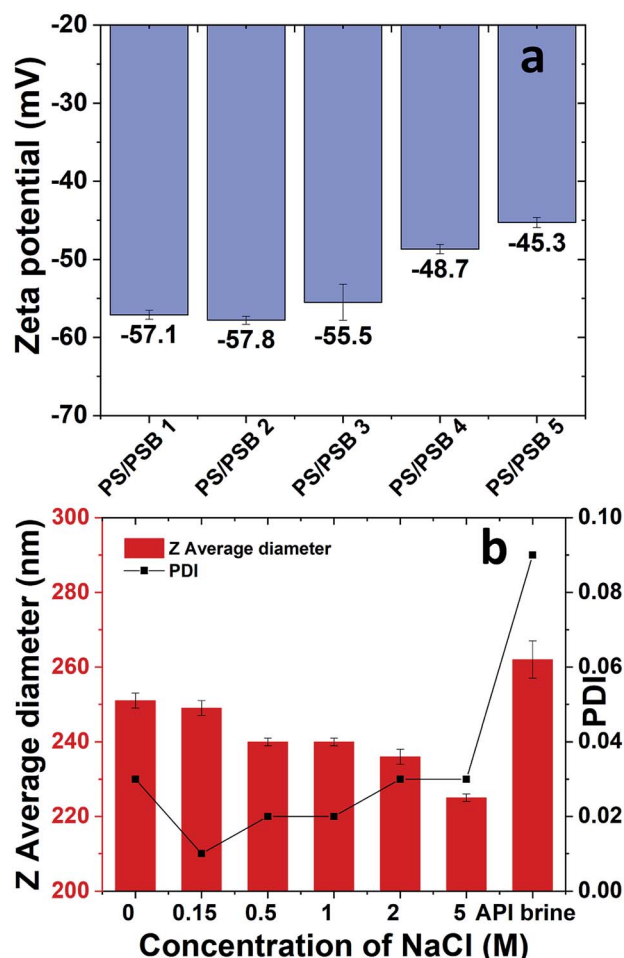 a
Zeta potential (mV)
-20
-30
-40
-50
-60
-70
-57.1
-57.8
-55.5
-48.7
-45.3
PS/PSB 1
PS/PSB 2
PS/PSB 3
PS/PSB 4
PS/PSB 5
b
Z Average diameter
PDI
Z Average diameter (nm)
300
280
260
240
220
200
PDI
0.10
0.08
0.06
0.04
0.02
0.00
0 0.15 0.5 1 2 5 API brine
Concentration of NaCl (M)